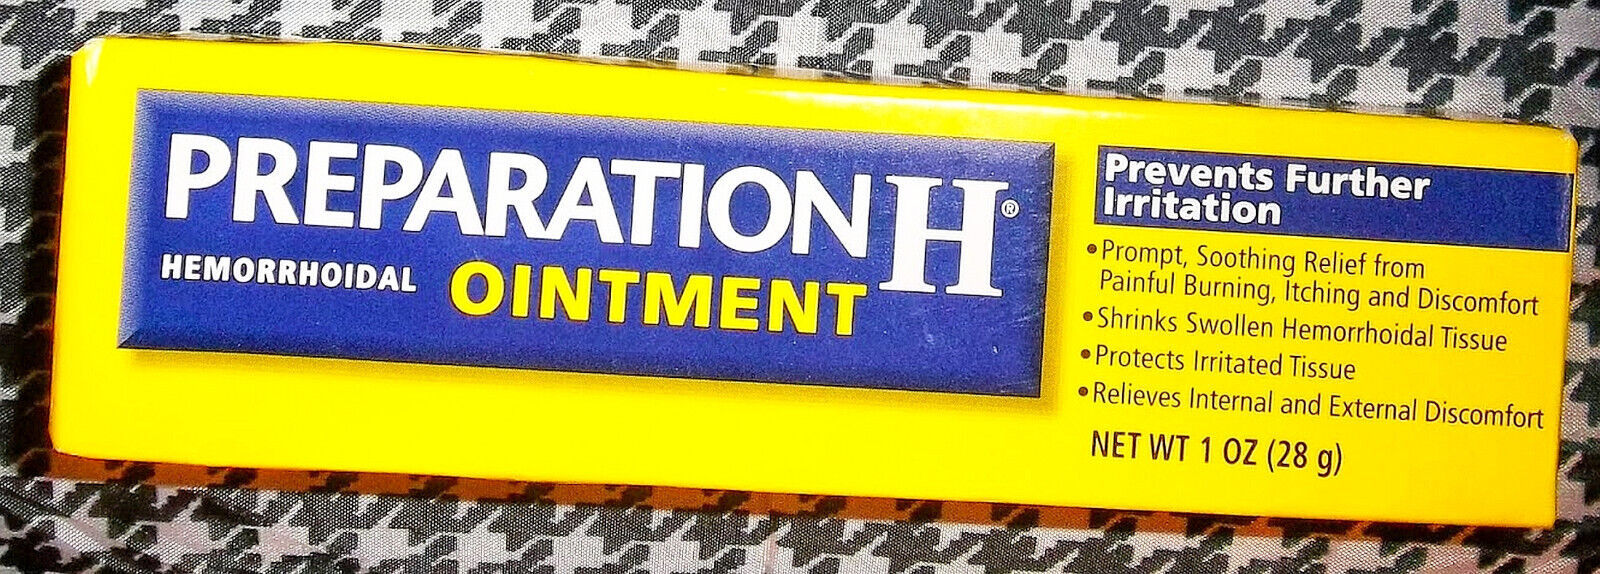 PREPARATION H®
HEMORRHOIDAL OINTMENT
Prevents Further
Irritation
•Prompt, Soothing Relief from
Painful Burning, Itching and Discomfort
•Shrinks Swollen Hemorrhoidal Tissue
•Protects Irritated Tissue
•Relieves Internal and External Discomfort
NET WT 1 OZ (28 g)